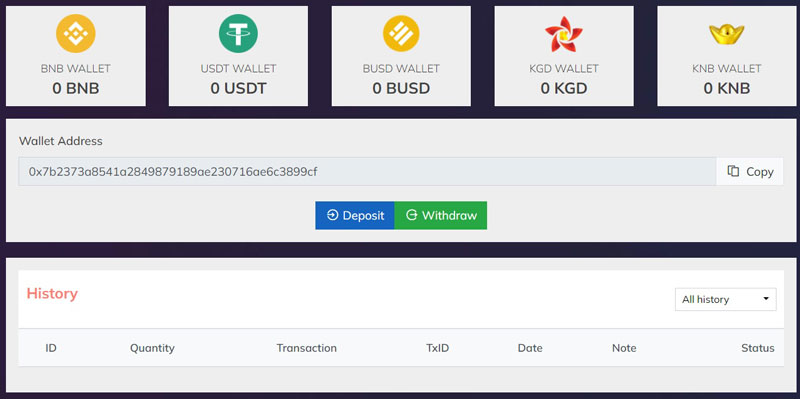 BNB WALLET
0 BNB
USDT WALLET
0 USDT
BUSD WALLET
0 BUSD
KGD WALLET
0 KGD
KNB WALLET
0 KNB
Wallet Address
0x7b2373a8541a2849879189ae230716ae6c3899cf
Copy
Deposit
Withdraw
History
All history
ID Quantity Transaction TxID Date Note Status